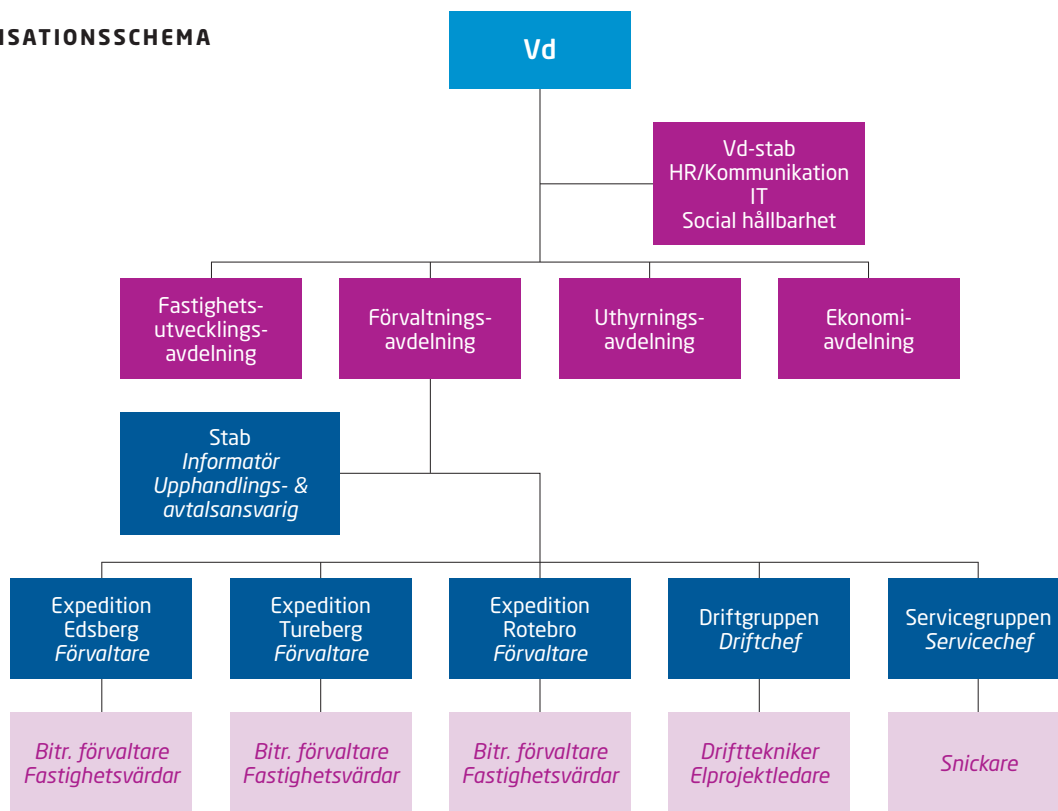 ISATIONSSCHEMA
Vd
Vd-stab
HR/Kommunikation
IT
Social hållbarhet
Fastighets-
utvecklings-
avdelning
Förvaltnings-
avdelning
Uthyrnings-
avdelning
Ekonomi-
avdelning
Stab
Informatör
Upphandlings- &
avtalsansvarig
Expedition
Edsberg
Förvaltare
Expedition
Tureberg
Förvaltare
Expedition
Rotebro
Förvaltare
Driftgruppen
Driftchef
Servicegruppen
Servicechef
Bitr. förvaltare
Fastighetsvärdar
Bitr. förvaltare
Fastighetsvärdar
Bitr. förvaltare
Fastighetsvärdar
Drifttekniker
Elprojektledare
Snickare